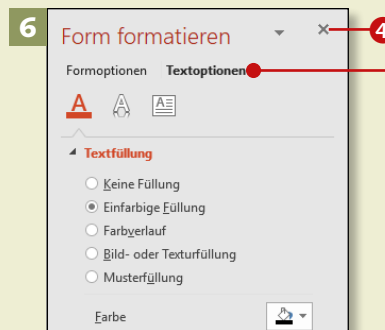 6
Form formatieren
4
Formoptionen Textoptionen
A A A
Textfüllung
Keine Füllung
Einfarbige Füllung
Farbverlauf
Bild- oder Texturfüllung
Musterfüllung
Farbe